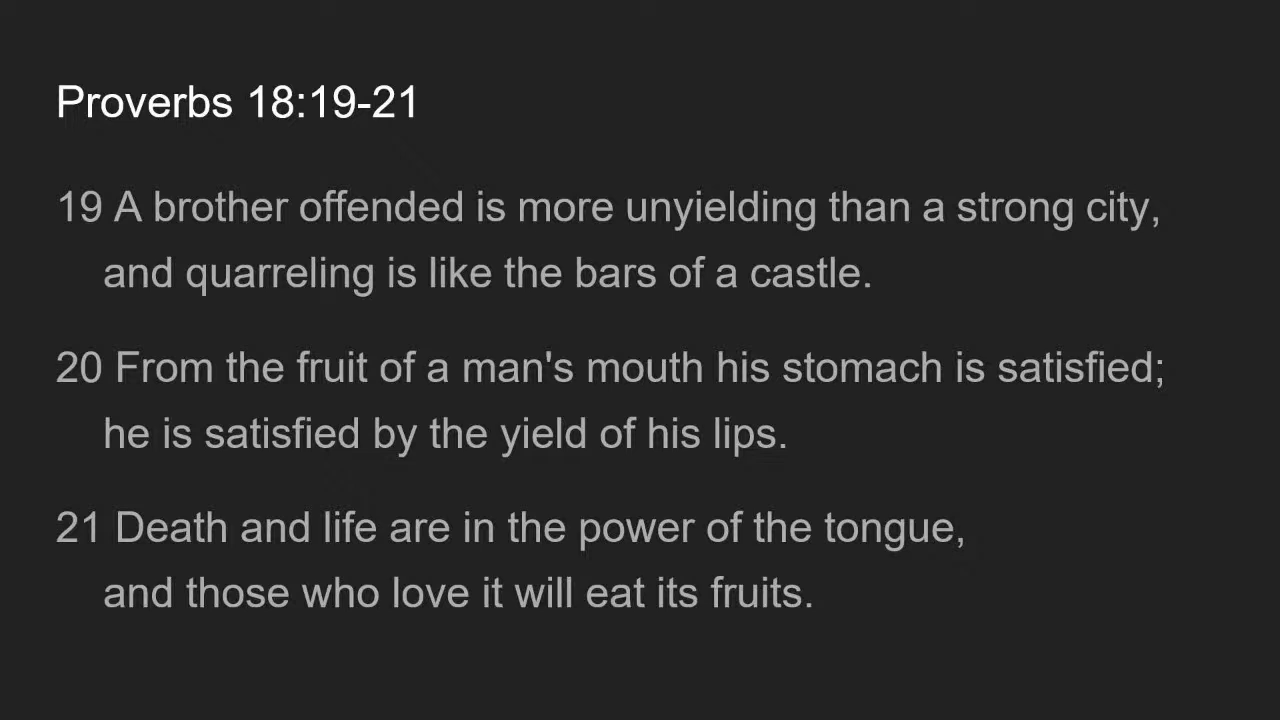 Proverbs 18:19-21
19 A brother offended is more unyielding than a strong city,
and quarreling is like the bars of a castle.
20 From the fruit of a man's mouth his stomach is satisfied;
he is satisfied by the yield of his lips.
21 Death and life are in the power of the tongue,
and those who love it will eat its fruits.